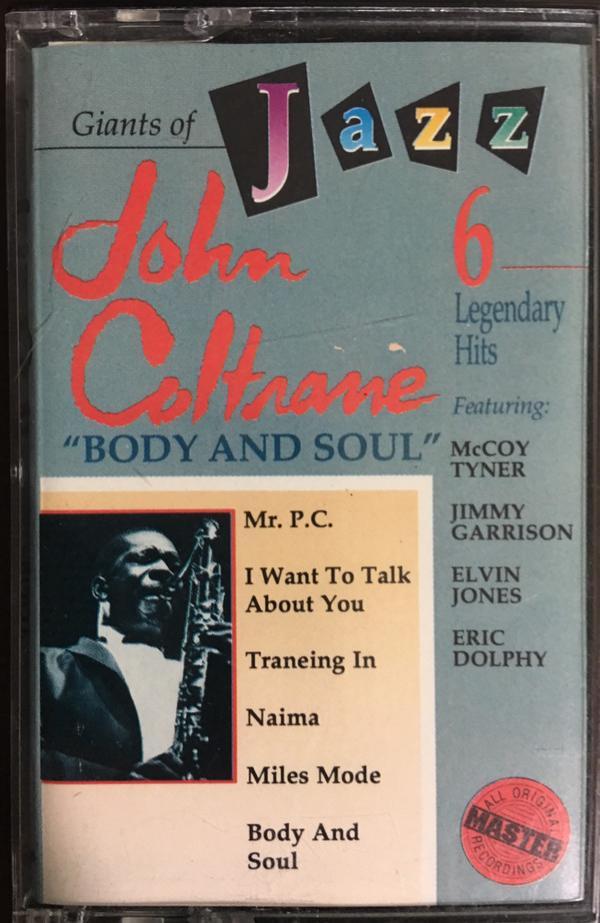 Giants of Jazz
John
Coltrane
"BODY AND SOUL"
6
Legendary
Hits
Featuring:
McCOY
TYNER
JIMMY
GARRISON
ELVIN
JONES
ERIC
DOLPHY
Mr. P.C.
I Want To Talk
About You
Traneing In
Naima
Miles Mode
Body And
Soul
ALL ORIGINAL
MASTER
RECORDINGS